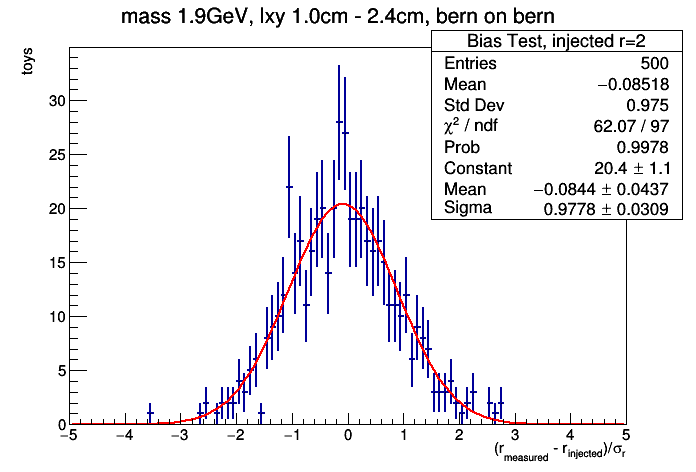 mass 1.9GeV, lxy 1.0cm - 2.4cm, bern on bern
Bias Test, injected r=2
Entries 500
Mean −0.08518
Std Dev 0.975
χ² / ndf 62.07 / 97
Prob 0.9978
Constant 20.4 ± 1.1
Mean −0.0844 ± 0.0437
Sigma 0.9778 ± 0.0309
toys
30
25
20
15
10
5
0
−5 −4 −3 −2 −1 0 1 2 3 4 5
(r_measured - r_injected)/σ_r